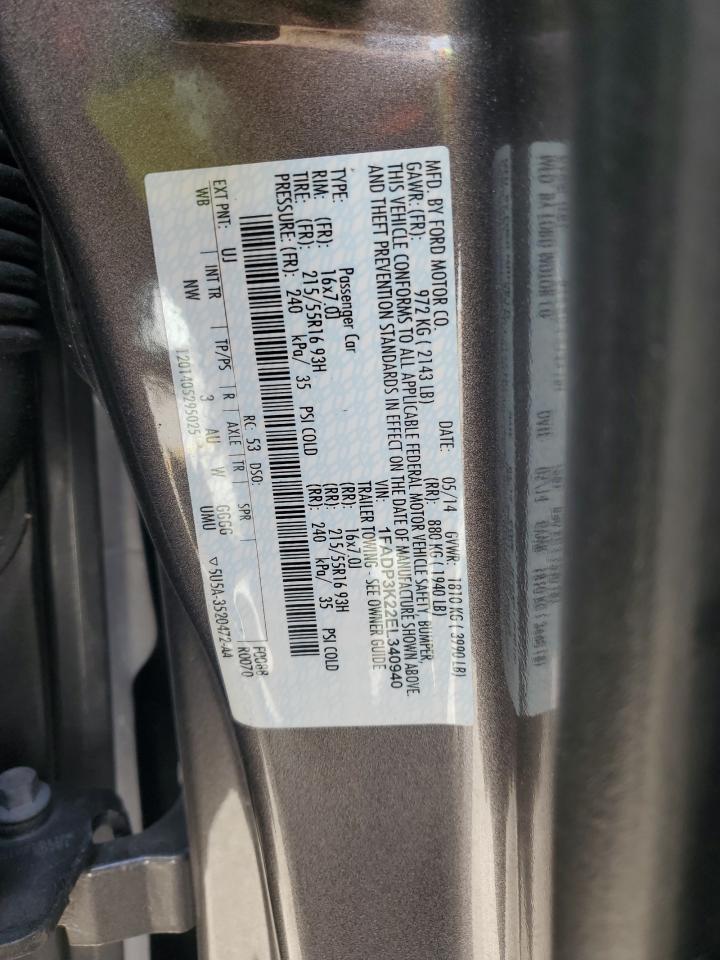 MFD. BY FORD MOTOR CO.
DATE: 05/14 GVWR: 1810 KG ( 3990 LB)
GAWR: (FR): 972 KG ( 2143 LB) (RR): 880 KG ( 1940 LB)
THIS VEHICLE CONFORMS TO ALL APPLICABLE FEDERAL MOTOR VEHICLE SAFETY, BUMPER,
AND THEFT PREVENTION STANDARDS IN EFFECT ON THE DATE OF MANUFACTURE SHOWN ABOVE.
VIN: 1FADP3K22EL340940
TYPE: Passenger Car TRAILER TOWING - SEE OWNER GUIDE
RIM: (FR): 16x7.0J (RR): 16x7.0J
TIRE: (FR): 215/55R16 93H (RR): 215/55R16 93H
PRESSURE: (FR): 240 kPa/ 35 PSI COLD (RR): 240 kPa/ 35 PSI COLD
EXT PNT: UJ RC: 53 DSO: FDC8B
WB INT TR TP/PS R AXLE TR SPR R0070
NW 3 AU W GGGG UMU
1201405295025 ▽5U5A-3520472-AA